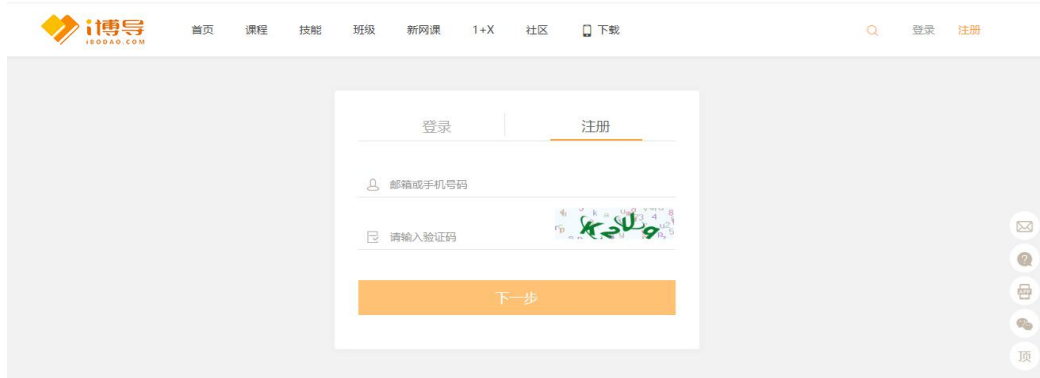 i博导
IBODAO.COM
首页 课程 技能 班级 新网课 1+X 社区 下载 登录 注册
登录 注册
邮箱或手机号码
请输入验证码
下一步
APP
顶